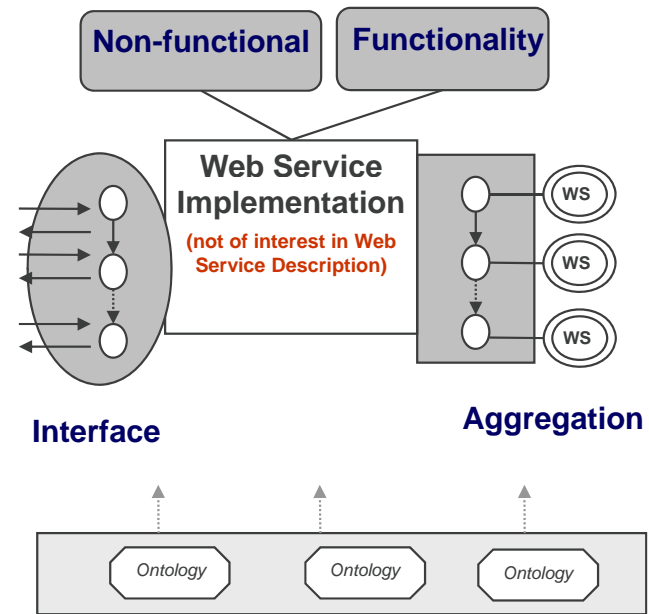 Non-functional
Functionality
Web Service
Implementation
(not of interest in Web
Service Description)
WS
WS
WS
Interface
Aggregation
Ontology
Ontology
Ontology